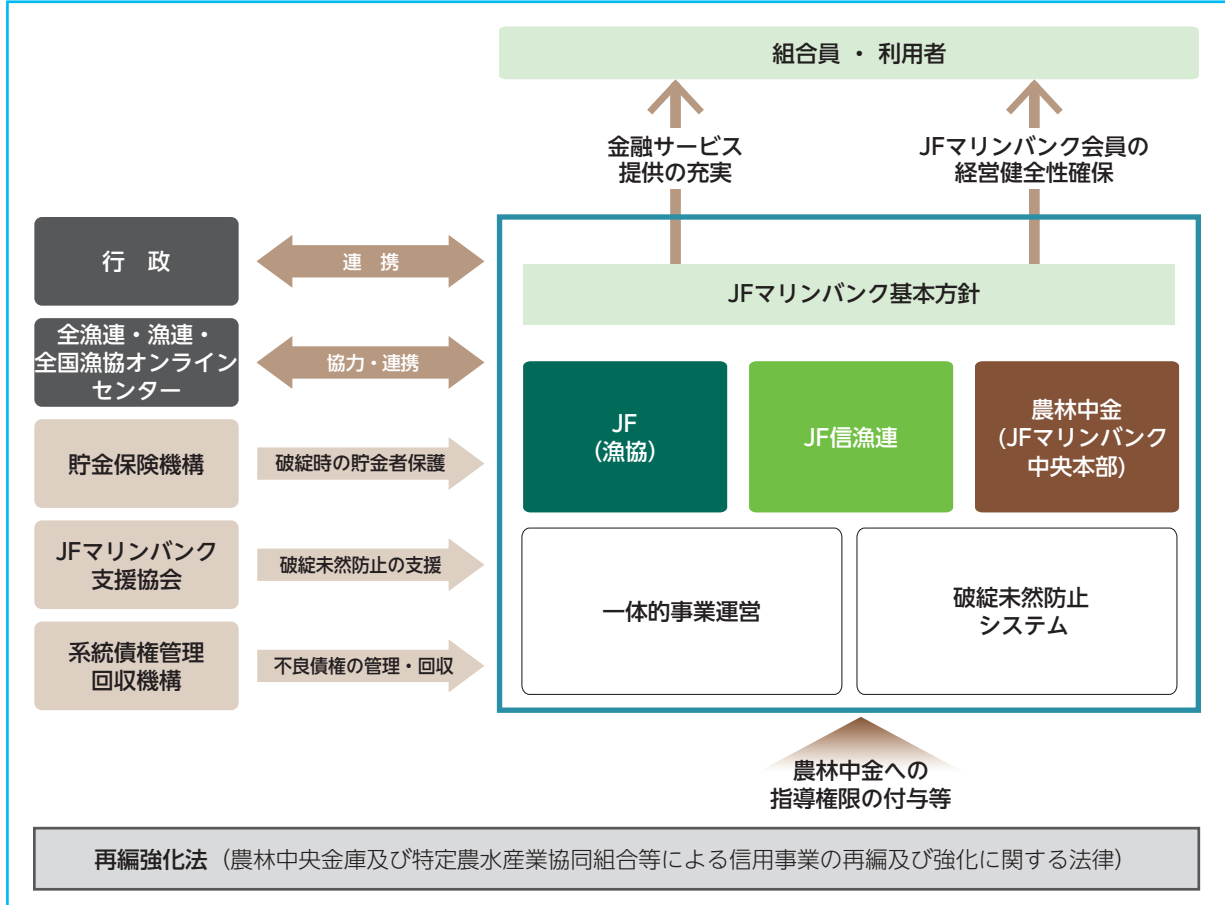 組合員 ・ 利用者
金融サービス
提供の充実
JFマリンバンク会員の
経営健全性確保
行　政
連　携
JFマリンバンク基本方針
全漁連・漁連・
全国漁協オンライン
センター
協力・連携
JF
(漁協)
JF信漁連
農林中金
(JFマリンバンク
中央本部)
貯金保険機構
破綻時の貯金者保護
JFマリンバンク
支援協会
破綻未然防止の支援
一体的事業運営
破綻未然防止
システム
系統債権管理
回収機構
不良債権の管理・回収
農林中金への
指導権限の付与等
再編強化法（農林中央金庫及び特定農水産業協同組合等による信用事業の再編及び強化に関する法律）